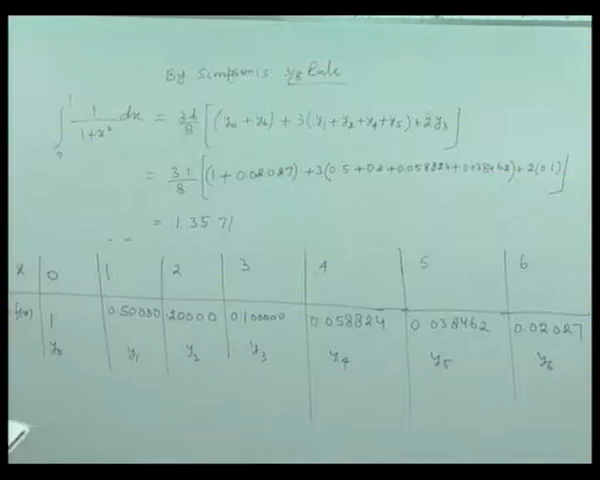 By Simpson's 3/8 Rule
∫₀¹ 1/(1+x²) dx = 3h/8 [(y₀ + y₆) + 3(y₁ + y₂ + y₄ + y₅) + 2y₃]
= 3·1/8 [(1 + 0.02027) + 3(0.5 + 0.2 + 0.058824 + 0.038462) + 2(0.1)]
= 1.3571
x 0 1 2 3 4 5 6
f(x) 1 0.50000 20000 0.100000 0.058824 0.038462 0.02027
y₀ y₁ y₂ y₃ y₄ y₅ y₆